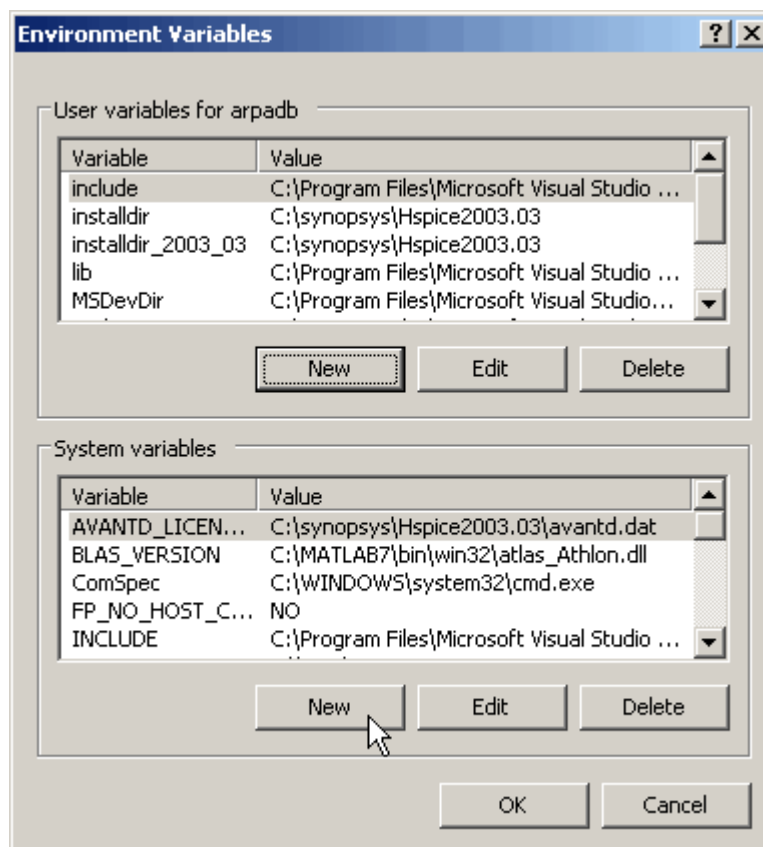 Environment Variables
User variables for arpadb
Variable Value
include C:\Program Files\Microsoft Visual Studio ...
installdir C:\synopsys\Hspice2003.03
installdir_2003_03 C:\synopsys\Hspice2003.03
lib C:\Program Files\Microsoft Visual Studio ...
MSDevDir C:\Program Files\Microsoft Visual Studio...
New Edit Delete
System variables
Variable Value
AVANTD_LICEN... C:\synopsys\Hspice2003.03\avantd.dat
BLAS_VERSION C:\MATLAB7\bin\win32\atlas_Athlon.dll
ComSpec C:\WINDOWS\system32\cmd.exe
FP_NO_HOST_C... NO
INCLUDE C:\Program Files\Microsoft Visual Studio ...
New Edit Delete
OK Cancel